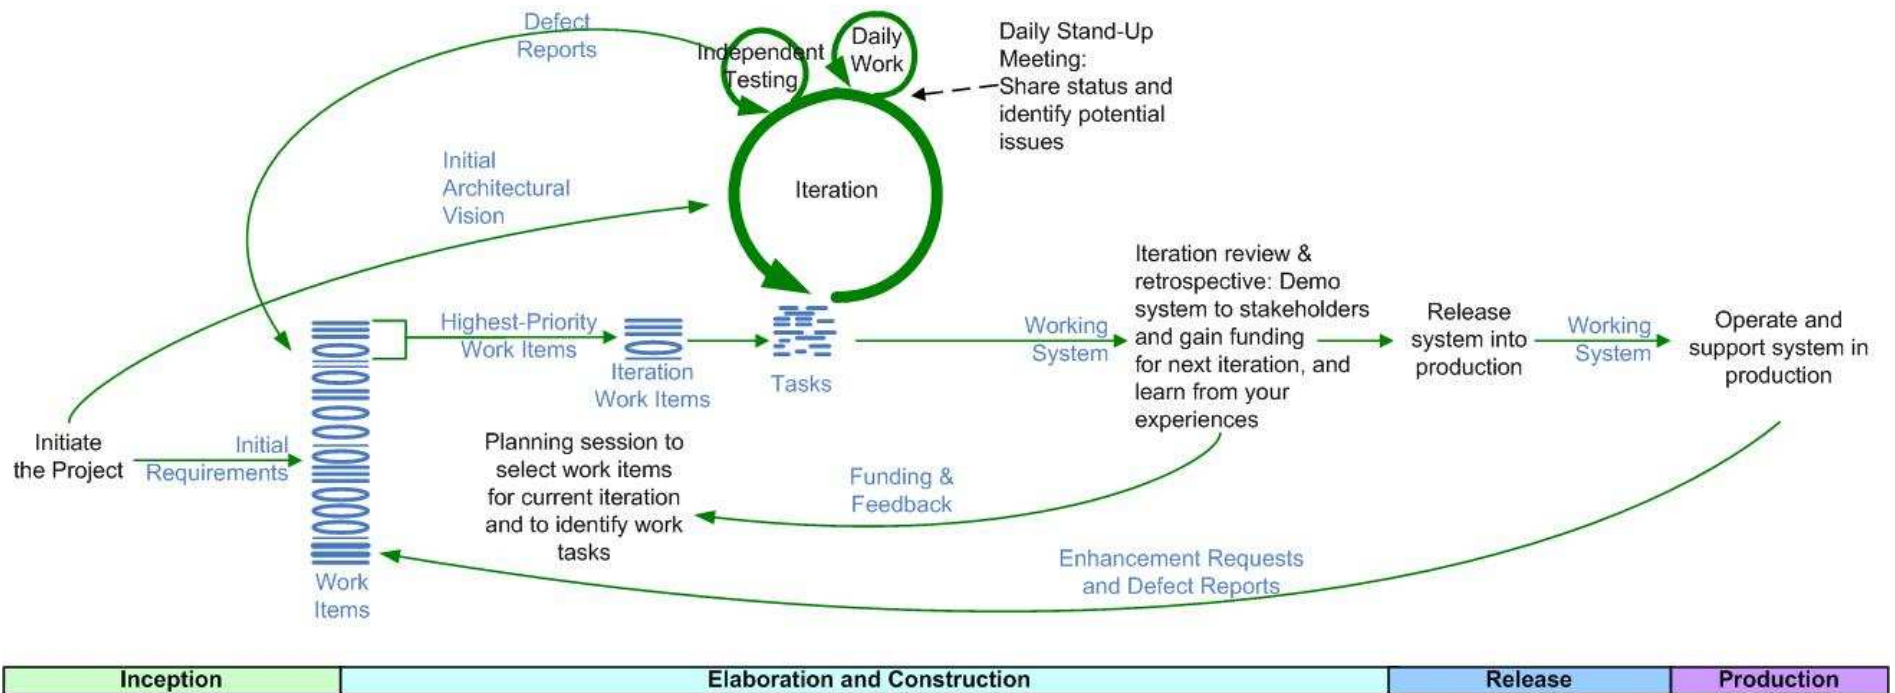 Defect
Reports
Independent
Testing
Daily
Work
Daily Stand-Up
Meeting:
Share status and
identify potential
issues
Initial
Architectural
Vision
Iteration
Highest-Priority
Work Items
Iteration
Work Items
Tasks
Working
System
Iteration review &
retrospective: Demo
system to stakeholders
and gain funding
for next iteration, and
learn from your
experiences
Release
system into
production
Working
System
Operate and
support system in
production
Initiate
the Project
Initial
Requirements
Planning session to
select work items
for current iteration
and to identify work
tasks
Funding &
Feedback
Enhancement Requests
and Defect Reports
Work
Items
Inception
Elaboration and Construction
Release
Production